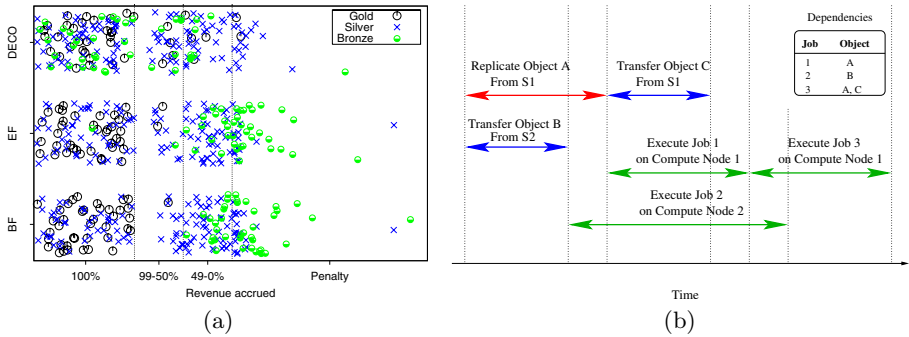 DECO
EF
BF
Gold
Silver
Bronze
100%
99-50%
49-0%
Penalty
Revenue accrued
(a)
Dependencies
Job Object
1 A
2 B
3 A, C
Replicate Object A
From S1
Transfer Object C
From S1
Transfer Object B
From S2
Execute Job 1
on Compute Node 1
Execute Job 3
on Compute Node 1
Execute Job 2
on Compute Node 2
Time
(b)